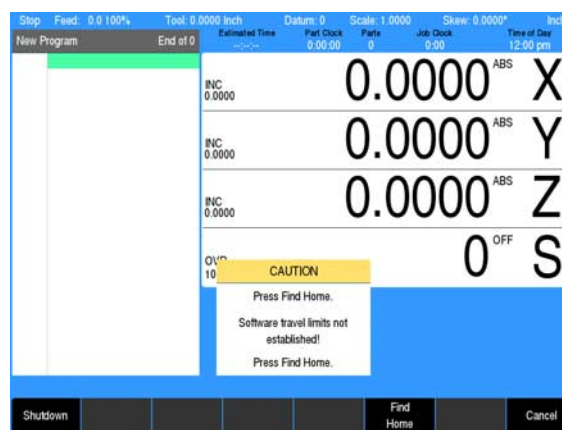 Stop Feed: 0.0 100% Tool: 0.0000 Inch Datum: 0 Scale: 1.0000 Skew: 0.0000° Inc
New Program End of 0
Estimated Time Part Clock Parts Job Clock Time of Day
--:--:-- 0:00:00 0 0:00 12:00 pm
INC 0.0000 0.0000 ABS X
INC 0.0000 0.0000 ABS Y
INC 0.0000 0.0000 ABS Z
10 0 OFF S
CAUTION
Press Find Home.
Software travel limits not
established!
Press Find Home.
Shutdown Find Home Cancel